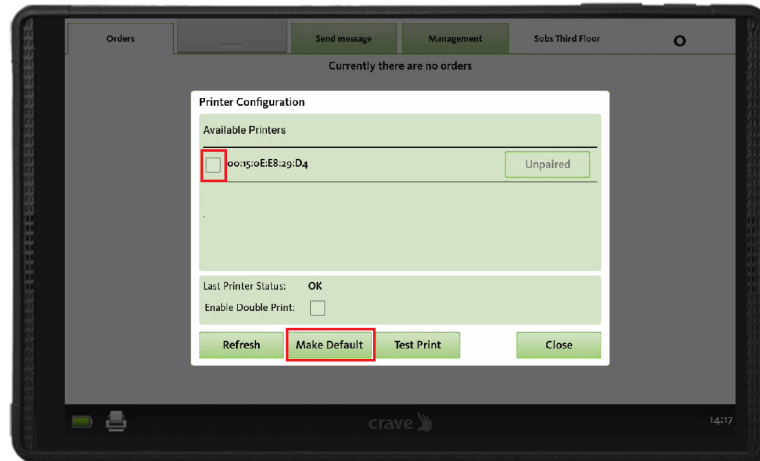 Orders
Send message
Management
Sobs Third Floor
O
Currently there are no orders
Printer Configuration
Available Printers
00:15:0E:E8:29:D4
Unpaired
Last Printer Status: OK
Enable Double Print:
Refresh
Make Default
Test Print
Close
crave
14:17